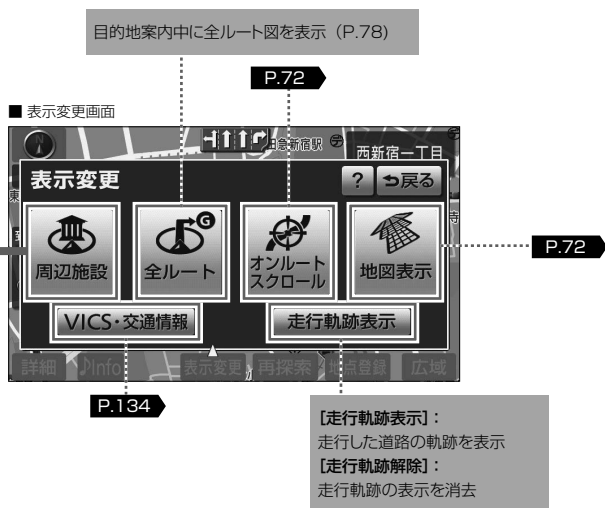 目的地案内中に全ルート図を表示（P.78）
P.72
■ 表示変更画面
西新宿一丁目
表示変更
?
戻る
G
周辺施設
全ルート
オンルート
スクロール
地図表示
P.72
VICS・交通情報
走行軌跡表示
詳細
♪Info
表示変更
再探索
地点登録
広域
P.134
[走行軌跡表示]：
走行した道路の軌跡を表示
[走行軌跡解除]：
走行軌跡の表示を消去